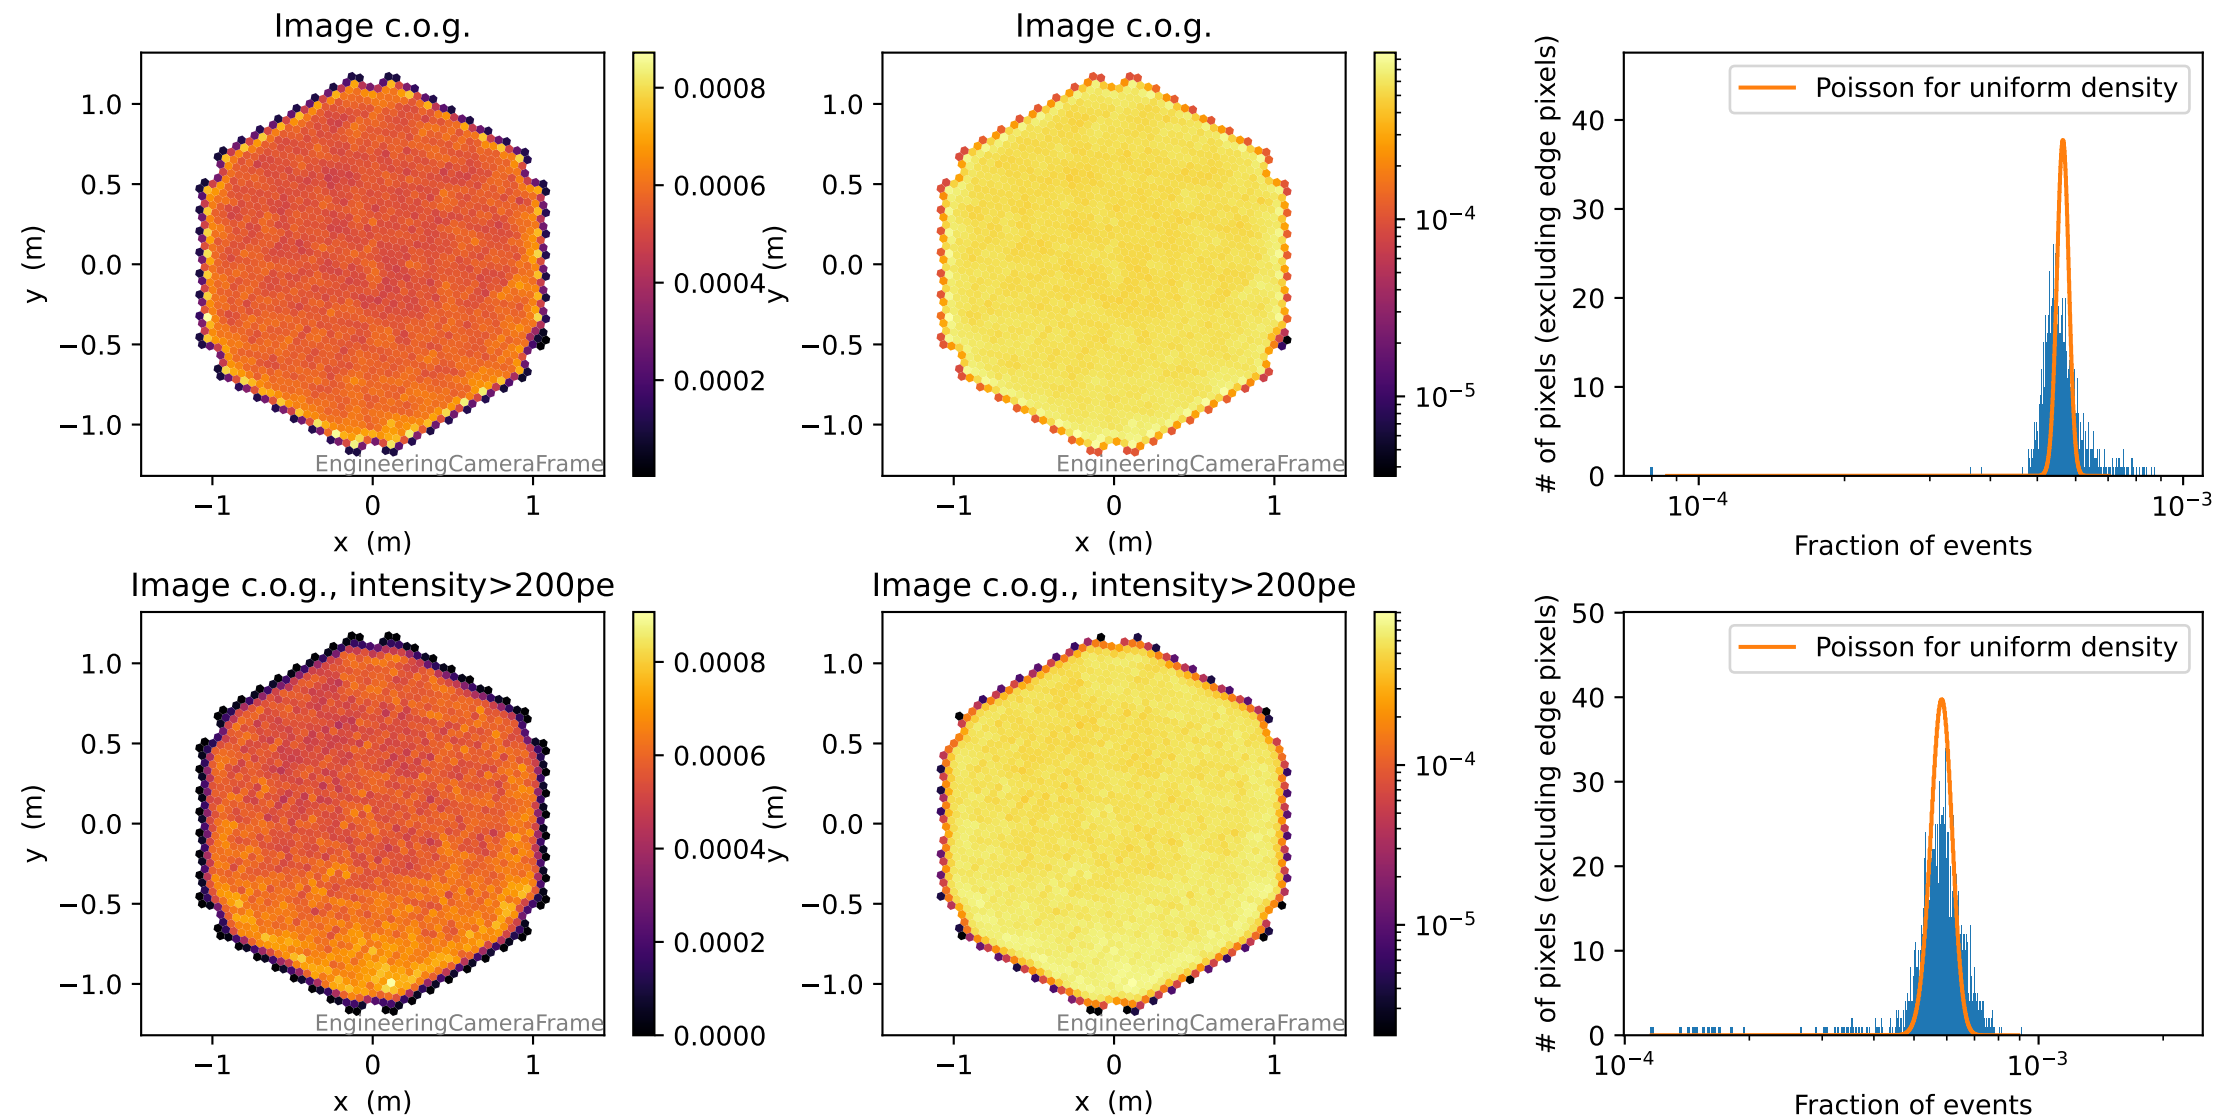 Image c.o.g.
Image c.o.g.
1.0
0.5
0.0
−0.5
−1.0
y (m)
−1
0
1
x (m)
EngineeringCameraFrame
0.0008
0.0006
0.0004
0.0002
1.0
0.5
0.0
−0.5
−1.0
y (m)
−1
0
1
x (m)
EngineeringCameraFrame
10⁻⁴
10⁻⁵
# of pixels (excluding edge pixels)
40
30
20
10
0
Poisson for uniform density
10⁻⁴
10⁻³
Fraction of events
Image c.o.g., intensity>200pe
Image c.o.g., intensity>200pe
1.0
0.5
0.0
−0.5
−1.0
y (m)
−1
0
1
x (m)
EngineeringCameraFrame
0.0008
0.0006
0.0004
0.0002
0.0000
1.0
0.5
0.0
−0.5
−1.0
y (m)
−1
0
1
x (m)
EngineeringCameraFrame
10⁻⁴
10⁻⁵
# of pixels (excluding edge pixels)
50
40
30
20
10
0
Poisson for uniform density
10⁻⁴
10⁻³
Fraction of events